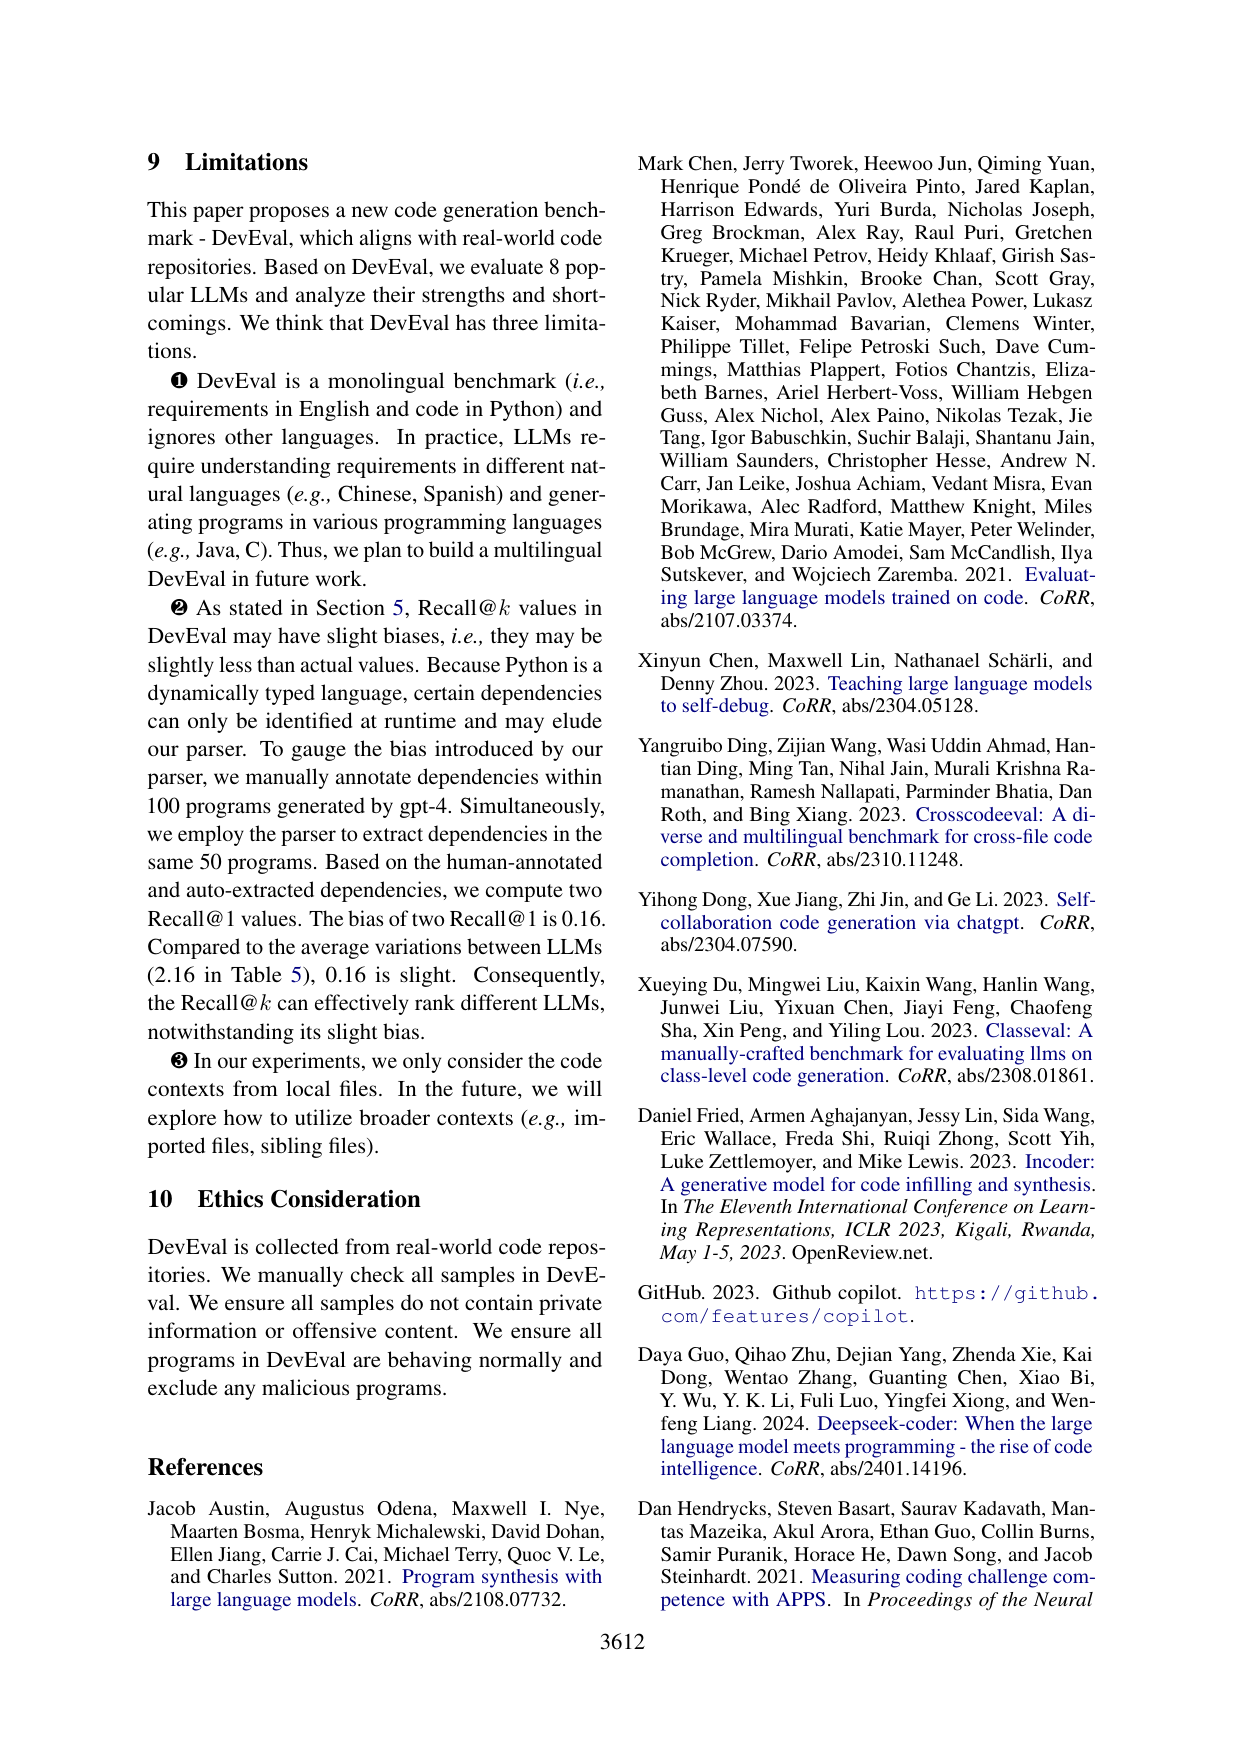 9 Limitations
This paper proposes a new code generation bench-
mark - DevEval, which aligns with real-world code
repositories. Based on DevEval, we evaluate 8 pop-
ular LLMs and analyze their strengths and short-
comings. We think that DevEval has three limita-
tions.
❶ DevEval is a monolingual benchmark (i.e.,
requirements in English and code in Python) and
ignores other languages. In practice, LLMs re-
quire understanding requirements in different nat-
ural languages (e.g., Chinese, Spanish) and gener-
ating programs in various programming languages
(e.g., Java, C). Thus, we plan to build a multilingual
DevEval in future work.
❷ As stated in Section 5, Recall@k values in
DevEval may have slight biases, i.e., they may be
slightly less than actual values. Because Python is a
dynamically typed language, certain dependencies
can only be identified at runtime and may elude
our parser. To gauge the bias introduced by our
parser, we manually annotate dependencies within
100 programs generated by gpt-4. Simultaneously,
we employ the parser to extract dependencies in the
same 50 programs. Based on the human-annotated
and auto-extracted dependencies, we compute two
Recall@1 values. The bias of two Recall@1 is 0.16.
Compared to the average variations between LLMs
(2.16 in Table 5), 0.16 is slight. Consequently,
the Recall@k can effectively rank different LLMs,
notwithstanding its slight bias.
❸ In our experiments, we only consider the code
contexts from local files. In the future, we will
explore how to utilize broader contexts (e.g., im-
ported files, sibling files).
10 Ethics Consideration
DevEval is collected from real-world code repos-
itories. We manually check all samples in DevE-
val. We ensure all samples do not contain private
information or offensive content. We ensure all
programs in DevEval are behaving normally and
exclude any malicious programs.
References
Jacob Austin, Augustus Odena, Maxwell I. Nye,
Maarten Bosma, Henryk Michalewski, David Dohan,
Ellen Jiang, Carrie J. Cai, Michael Terry, Quoc V. Le,
and Charles Sutton. 2021. Program synthesis with
large language models. CoRR, abs/2108.07732.
Mark Chen, Jerry Tworek, Heewoo Jun, Qiming Yuan,
Henrique Pondé de Oliveira Pinto, Jared Kaplan,
Harrison Edwards, Yuri Burda, Nicholas Joseph,
Greg Brockman, Alex Ray, Raul Puri, Gretchen
Krueger, Michael Petrov, Heidy Khlaaf, Girish Sas-
try, Pamela Mishkin, Brooke Chan, Scott Gray,
Nick Ryder, Mikhail Pavlov, Alethea Power, Lukasz
Kaiser, Mohammad Bavarian, Clemens Winter,
Philippe Tillet, Felipe Petroski Such, Dave Cum-
mings, Matthias Plappert, Fotios Chantzis, Eliza-
beth Barnes, Ariel Herbert-Voss, William Hebgen
Guss, Alex Nichol, Alex Paino, Nikolas Tezak, Jie
Tang, Igor Babuschkin, Suchir Balaji, Shantanu Jain,
William Saunders, Christopher Hesse, Andrew N.
Carr, Jan Leike, Joshua Achiam, Vedant Misra, Evan
Morikawa, Alec Radford, Matthew Knight, Miles
Brundage, Mira Murati, Katie Mayer, Peter Welinder,
Bob McGrew, Dario Amodei, Sam McCandlish, Ilya
Sutskever, and Wojciech Zaremba. 2021. Evaluat-
ing large language models trained on code. CoRR,
abs/2107.03374.
Xinyun Chen, Maxwell Lin, Nathanael Schärli, and
Denny Zhou. 2023. Teaching large language models
to self-debug. CoRR, abs/2304.05128.
Yangruibo Ding, Zijian Wang, Wasi Uddin Ahmad, Han-
tian Ding, Ming Tan, Nihal Jain, Murali Krishna Ra-
manathan, Ramesh Nallapati, Parminder Bhatia, Dan
Roth, and Bing Xiang. 2023. Crosscodeeval: A di-
verse and multilingual benchmark for cross-file code
completion. CoRR, abs/2310.11248.
Yihong Dong, Xue Jiang, Zhi Jin, and Ge Li. 2023. Self-
collaboration code generation via chatgpt. CoRR,
abs/2304.07590.
Xueying Du, Mingwei Liu, Kaixin Wang, Hanlin Wang,
Junwei Liu, Yixuan Chen, Jiayi Feng, Chaofeng
Sha, Xin Peng, and Yiling Lou. 2023. Classeval: A
manually-crafted benchmark for evaluating llms on
class-level code generation. CoRR, abs/2308.01861.
Daniel Fried, Armen Aghajanyan, Jessy Lin, Sida Wang,
Eric Wallace, Freda Shi, Ruiqi Zhong, Scott Yih,
Luke Zettlemoyer, and Mike Lewis. 2023. Incoder:
A generative model for code infilling and synthesis.
In The Eleventh International Conference on Learn-
ing Representations, ICLR 2023, Kigali, Rwanda,
May 1-5, 2023. OpenReview.net.
GitHub. 2023. Github copilot. https://github.
com/features/copilot.
Daya Guo, Qihao Zhu, Dejian Yang, Zhenda Xie, Kai
Dong, Wentao Zhang, Guanting Chen, Xiao Bi,
Y. Wu, Y. K. Li, Fuli Luo, Yingfei Xiong, and Wen-
feng Liang. 2024. Deepseek-coder: When the large
language model meets programming - the rise of code
intelligence. CoRR, abs/2401.14196.
Dan Hendrycks, Steven Basart, Saurav Kadavath, Man-
tas Mazeika, Akul Arora, Ethan Guo, Collin Burns,
Samir Puranik, Horace He, Dawn Song, and Jacob
Steinhardt. 2021. Measuring coding challenge com-
petence with APPS. In Proceedings of the Neural
3612